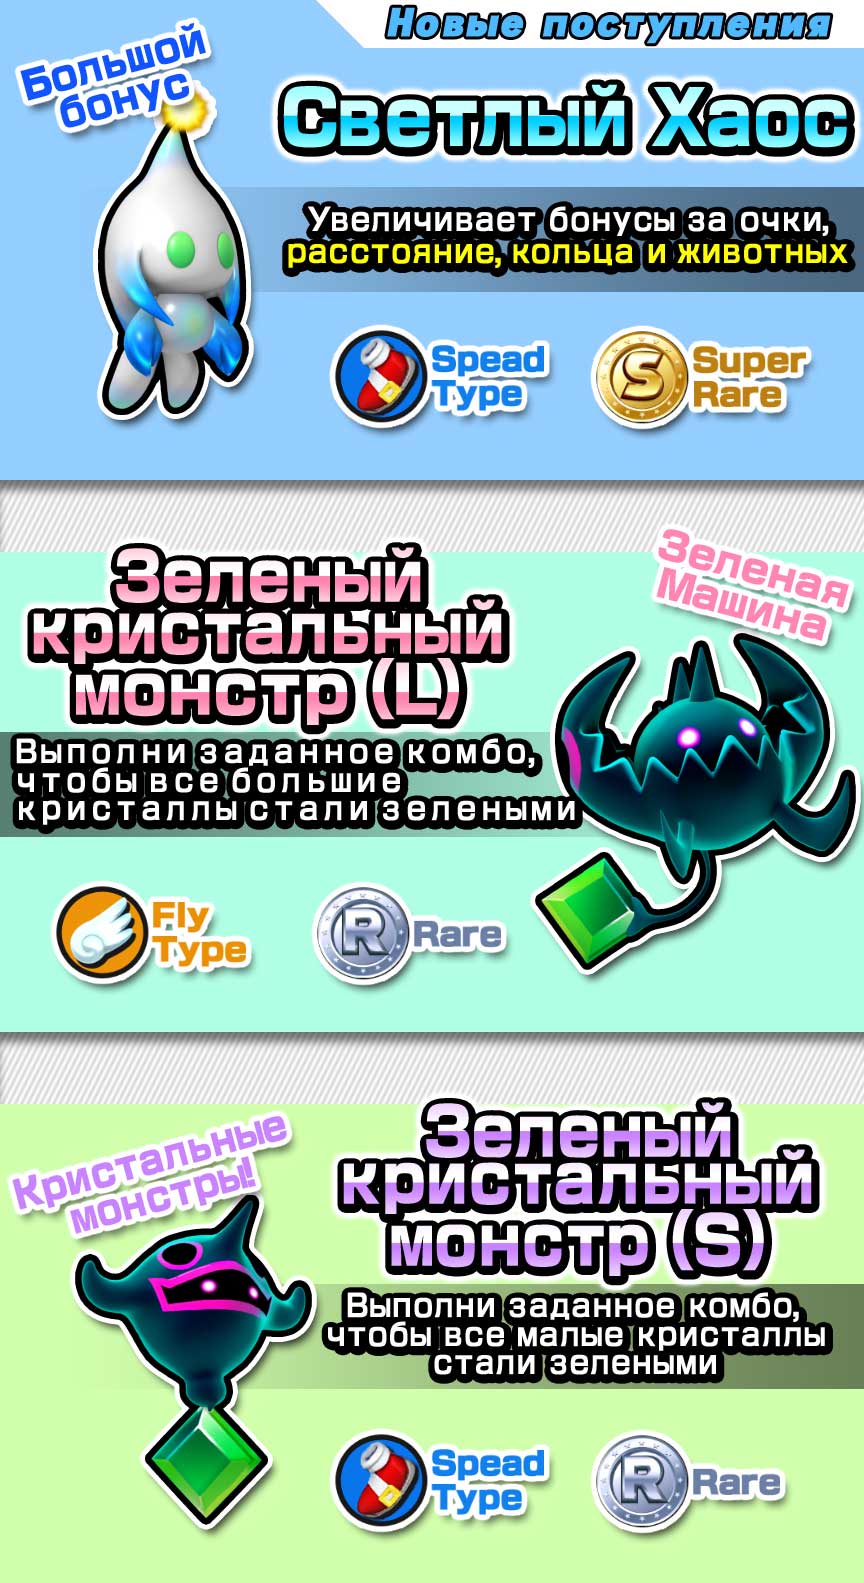 Новые поступления
Большой
бонус
Светлый Хаос
Увеличивает бонусы за очки,
расстояние, кольца и животных
Spead
Type
S
Super
Rare
Зеленый
кристальный
монстр (L)
Зеленая
Машина
Выполни заданное комбо,
чтобы все большие
кристаллы стали зелеными
Fly
Type
R
Rare
Кристальные
монстры!
Зеленый
кристальный
монстр (S)
Выполни заданное комбо,
чтобы все малые кристаллы
стали зелеными
Spead
Type
R
Rare